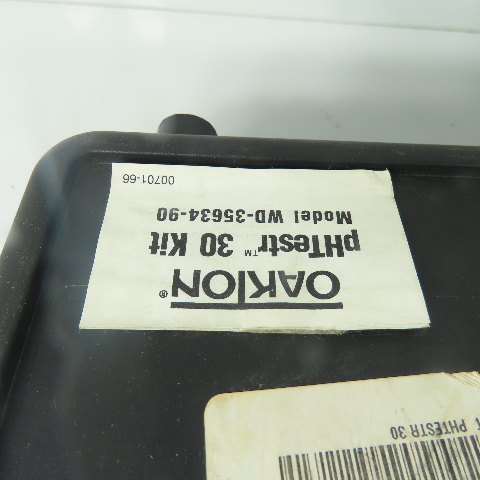 OAKTON®
pHTestr™ 30 Kit
Model WD-35634-90
00701-66
PHTESTR 30